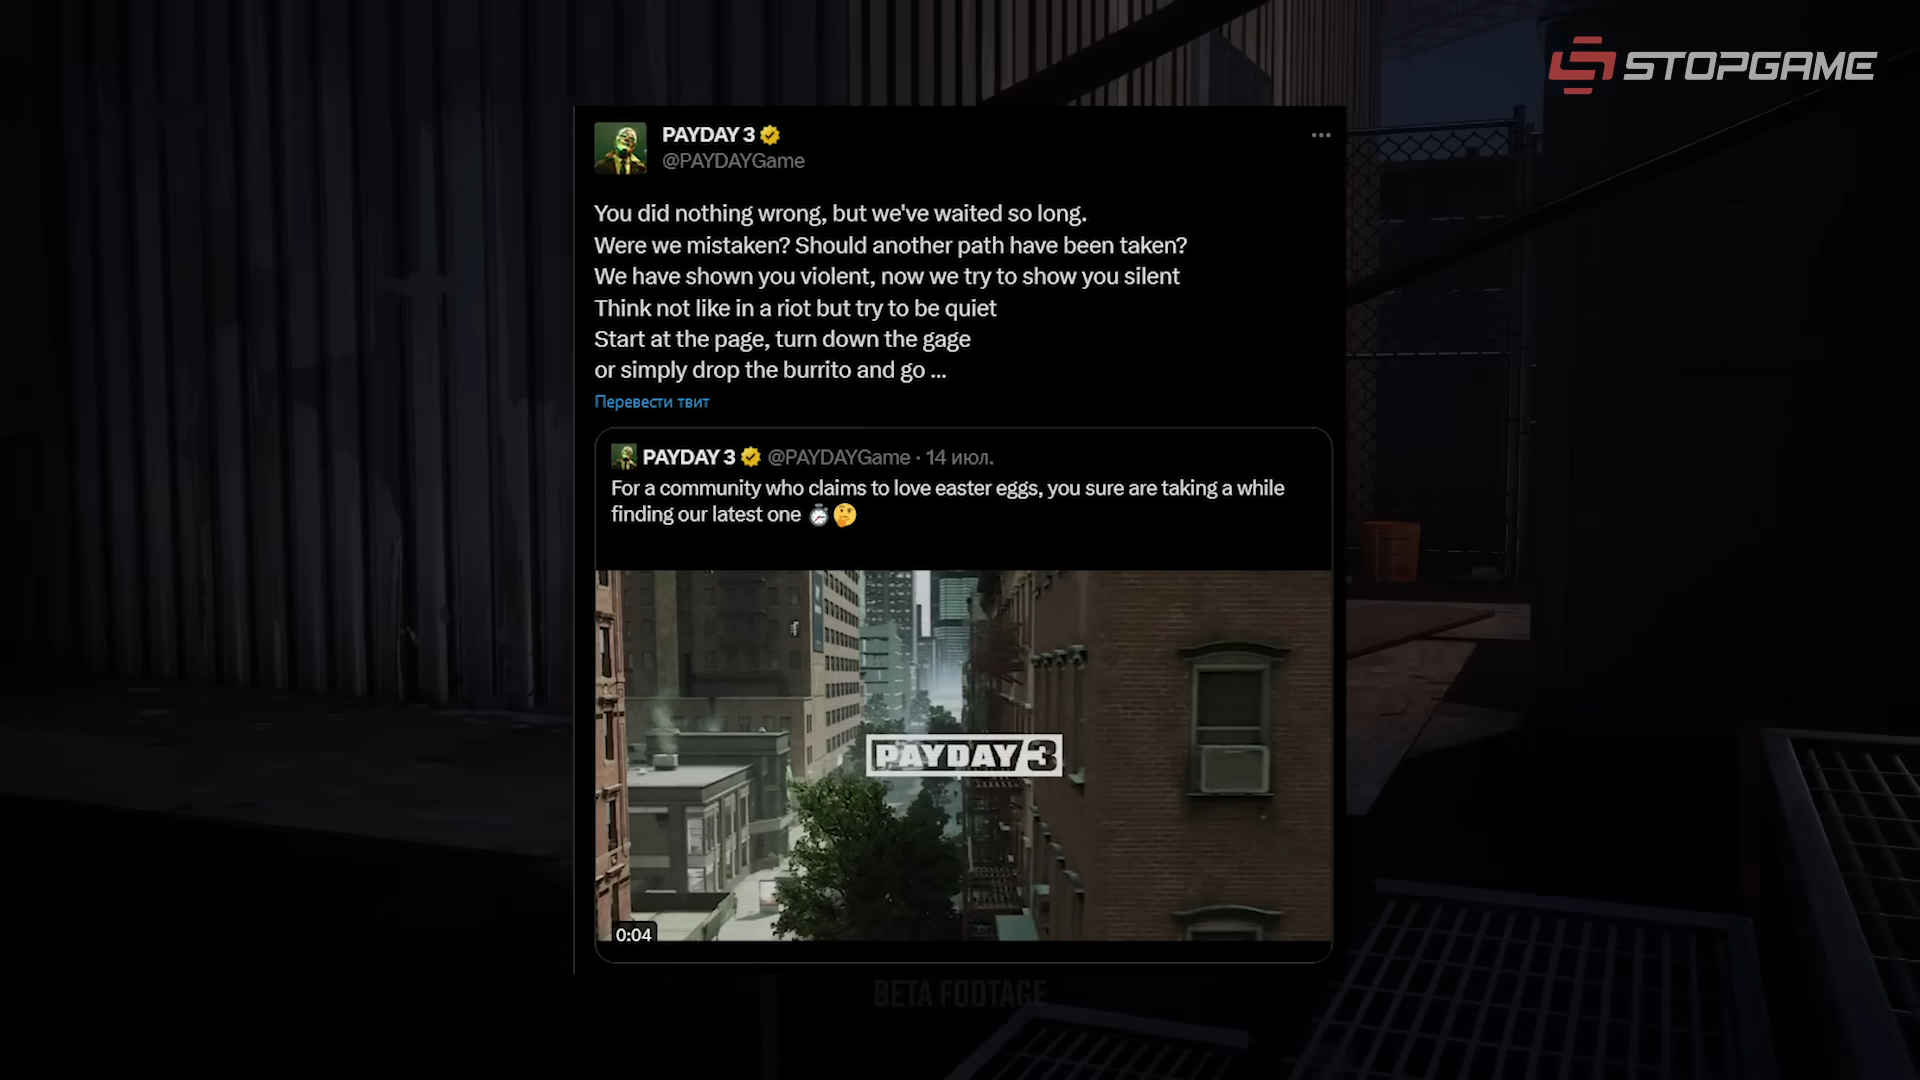 STOPGAME
PAYDAY 3
@PAYDAYGame
You did nothing wrong, but we've waited so long.
Were we mistaken? Should another path have been taken?
We have shown you violent, now we try to show you silent
Think not like in a riot but try to be quiet
Start at the page, turn down the gage
or simply drop the burrito and go ...
Перевести твит
PAYDAY 3 @PAYDAYGame · 14 июл.
For a community who claims to love easter eggs, you sure are taking a while
finding our latest one ⏱🤔
PAYDAY 3
0:04
BETA FOOTAGE